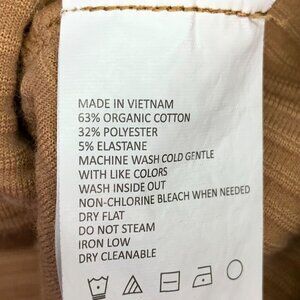 MADE IN VIETNAM
63% ORGANIC COTTON
32% POLYESTER
5% ELASTANE
MACHINE WASH COLD GENTLE
WITH LIKE COLORS
WASH INSIDE OUT
NON-CHLORINE BLEACH WHEN NEEDED
DRY FLAT
DO NOT STEAM
IRON LOW
DRY CLEANABLE